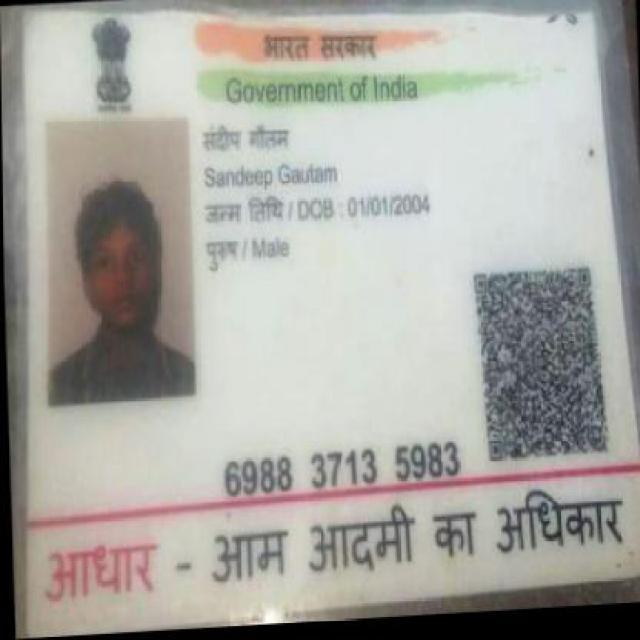 भारत सरकार
Government of India
संदीप गौतम
Sandeep Gautam
जन्म तिथि / DOB : 01/01/2004
पुरुष / Male
6988 3713 5983
आधार - आम आदमी का अधिकार